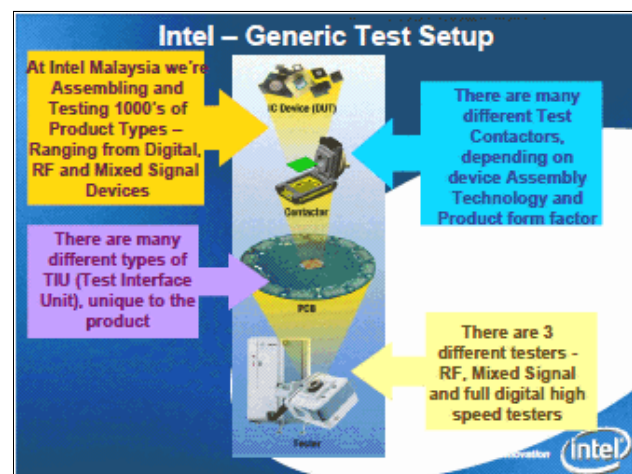 Intel – Generic Test Setup
At Intel Malaysia we're
Assembling and
Testing 1000's of
Product Types –
Ranging from Digital,
RF and Mixed Signal
Devices
IC Device (DUT)
There are many
different Test
Contactors,
depending on
device Assembly
Technology and
Product form factor
Contactor
There are many
different types of
TIU (Test Interface
Unit), unique to the
product
PCB
There are 3
different testers -
RF, Mixed Signal
and full digital high
speed testers
Tester
intel